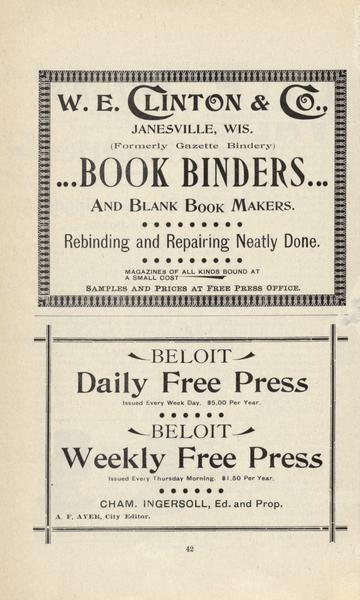 W. E. CLINTON & CO.,
JANESVILLE, WIS.
(Formerly Gazette Bindery)
...BOOK BINDERS...
AND BLANK BOOK MAKERS.
Rebinding and Repairing Neatly Done.
MAGAZINES OF ALL KINDS BOUND AT
A SMALL COST
SAMPLES AND PRICES AT FREE PRESS OFFICE.
BELOIT
Daily Free Press
Issued Every Week Day. $5.00 Per Year.
BELOIT
Weekly Free Press
Issued Every Thursday Morning. $1.50 Per Year.
CHAM. INGERSOLL, Ed. and Prop.
A. F. AYER, City Editor.
42